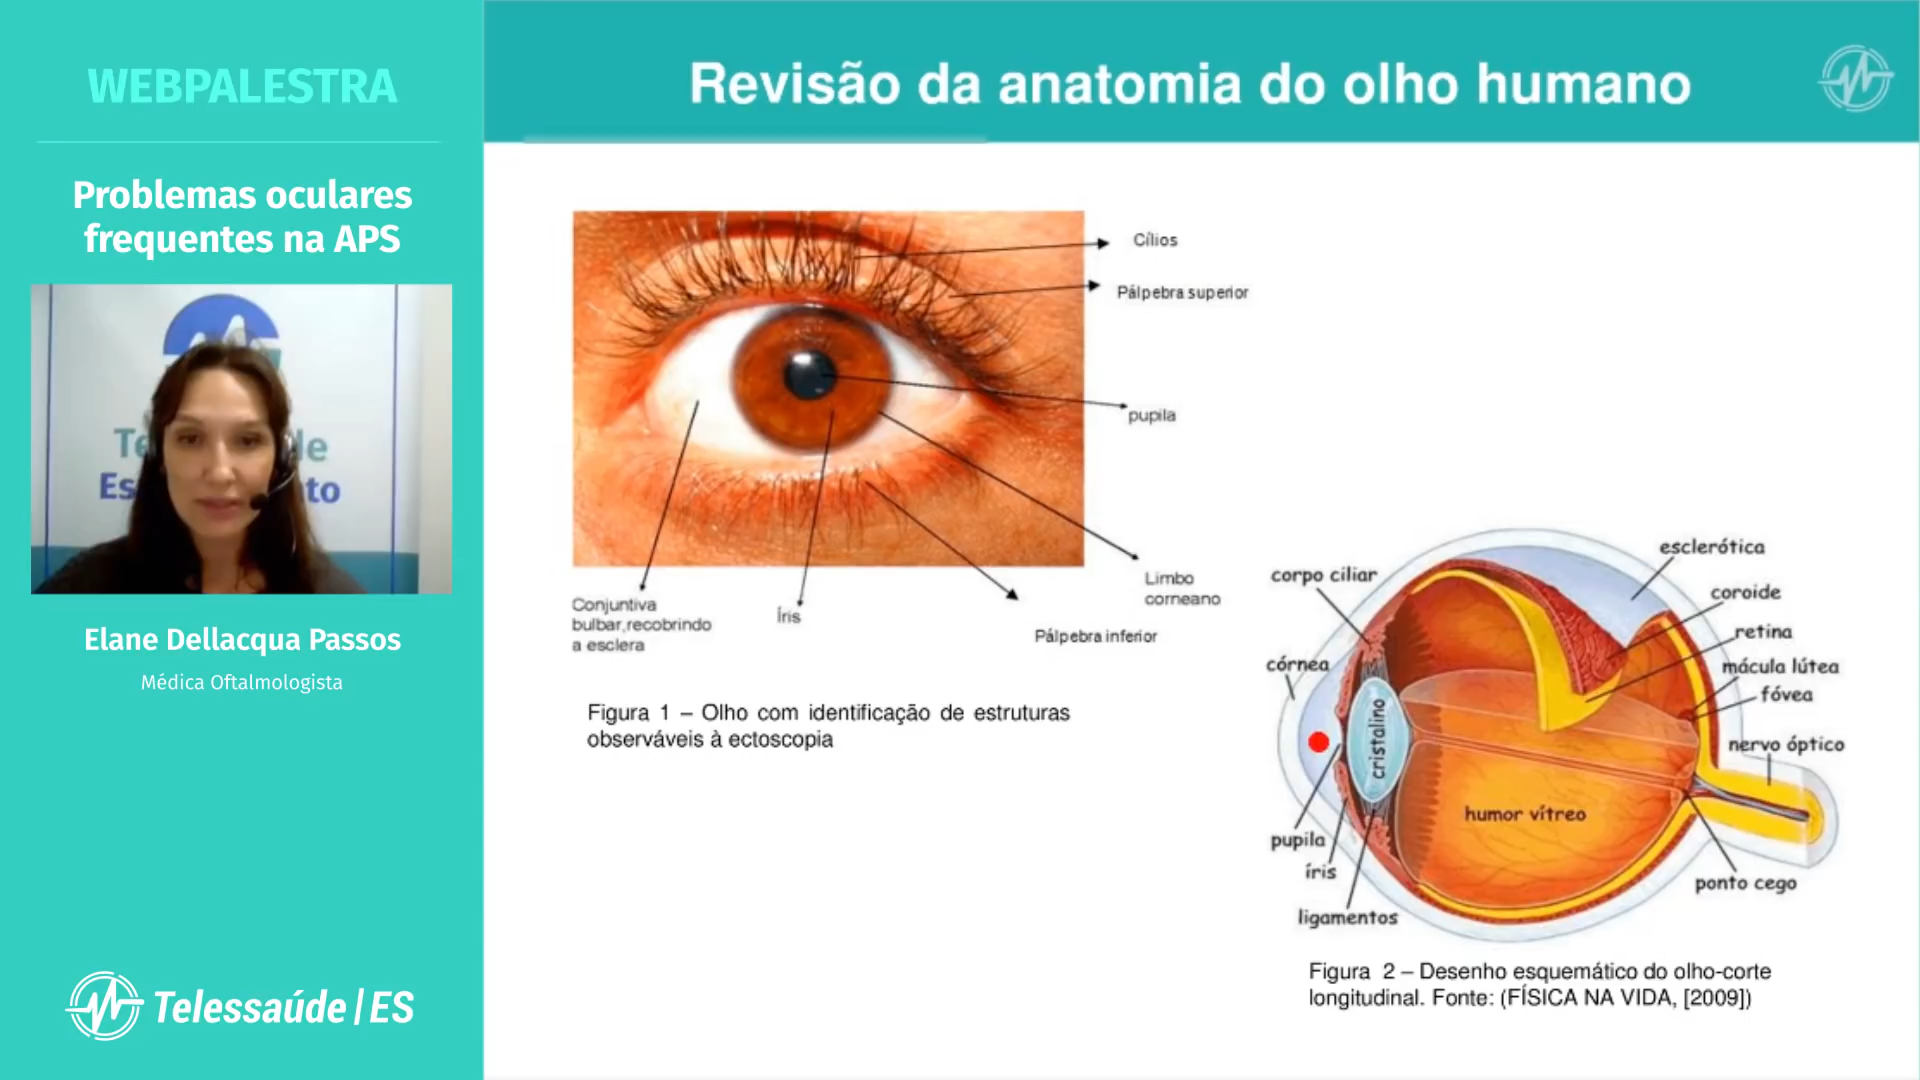 WEBPALESTRA
Problemas oculares
frequentes na APS
Elane Dellacqua Passos
Médica Oftalmologista
Telessaúde|ES
Revisão da anatomia do olho humano
Cílios
Pálpebra superior
pupila
Limbo
corneano
Conjuntiva
bulbar,recobrindo
a esclera
Íris
Pálpebra inferior
Figura 1 – Olho com identificação de estruturas
observáveis à ectoscopia
esclerótica
corpo ciliar
coroide
retina
córnea
mácula lútea
fóvea
cristalino
nervo óptico
humor vítreo
pupila
íris
ponto cego
ligamentos
Figura 2 – Desenho esquemático do olho-corte
longitudinal. Fonte: (FÍSICA NA VIDA, [2009])